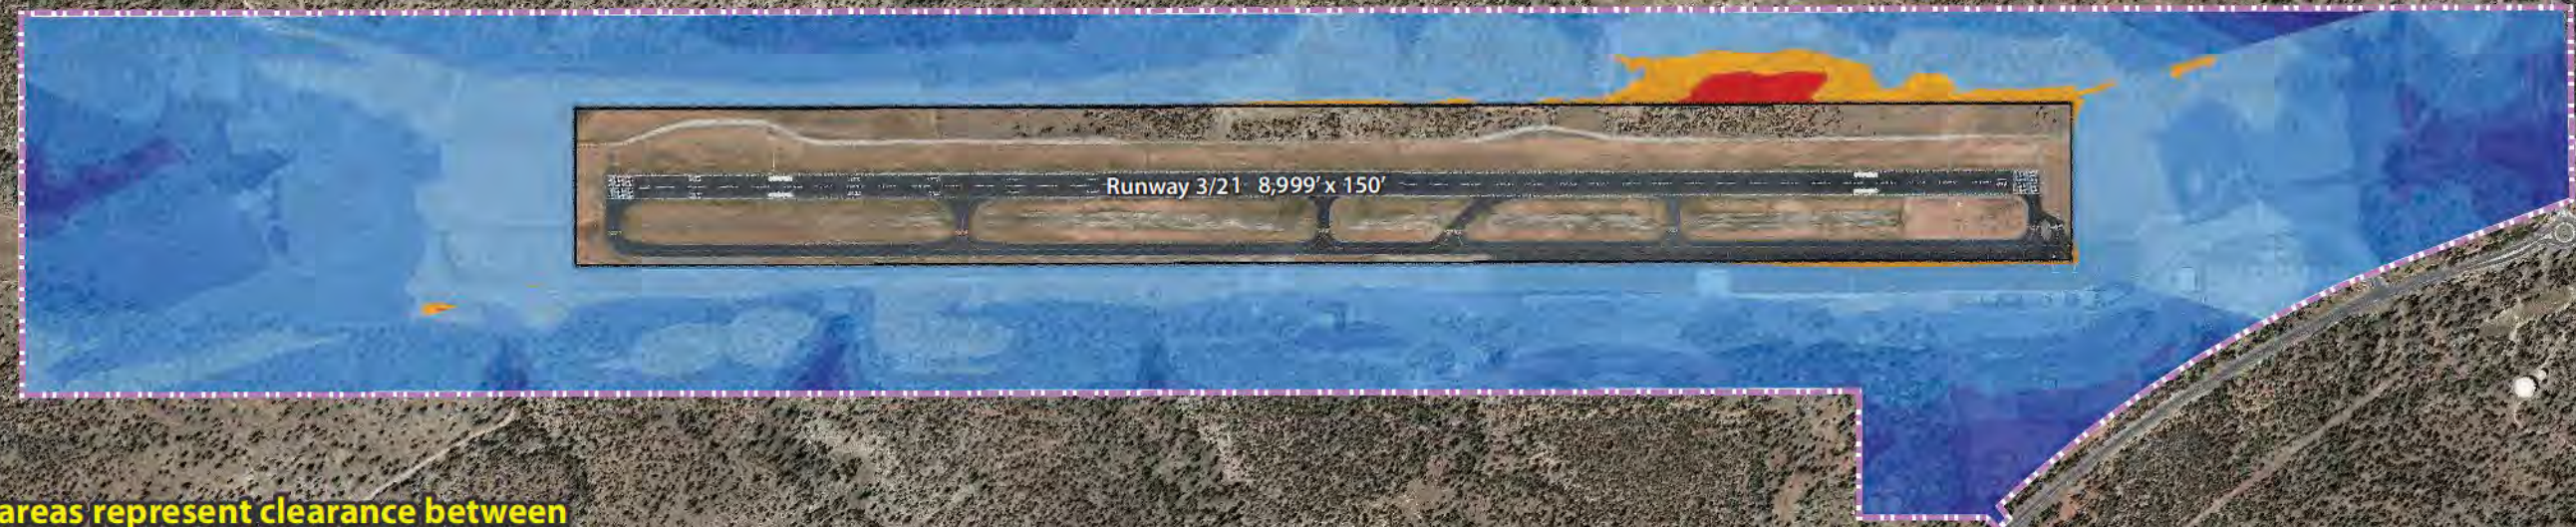 Runway 3/21 8,999' x 150'
areas represent clearance between